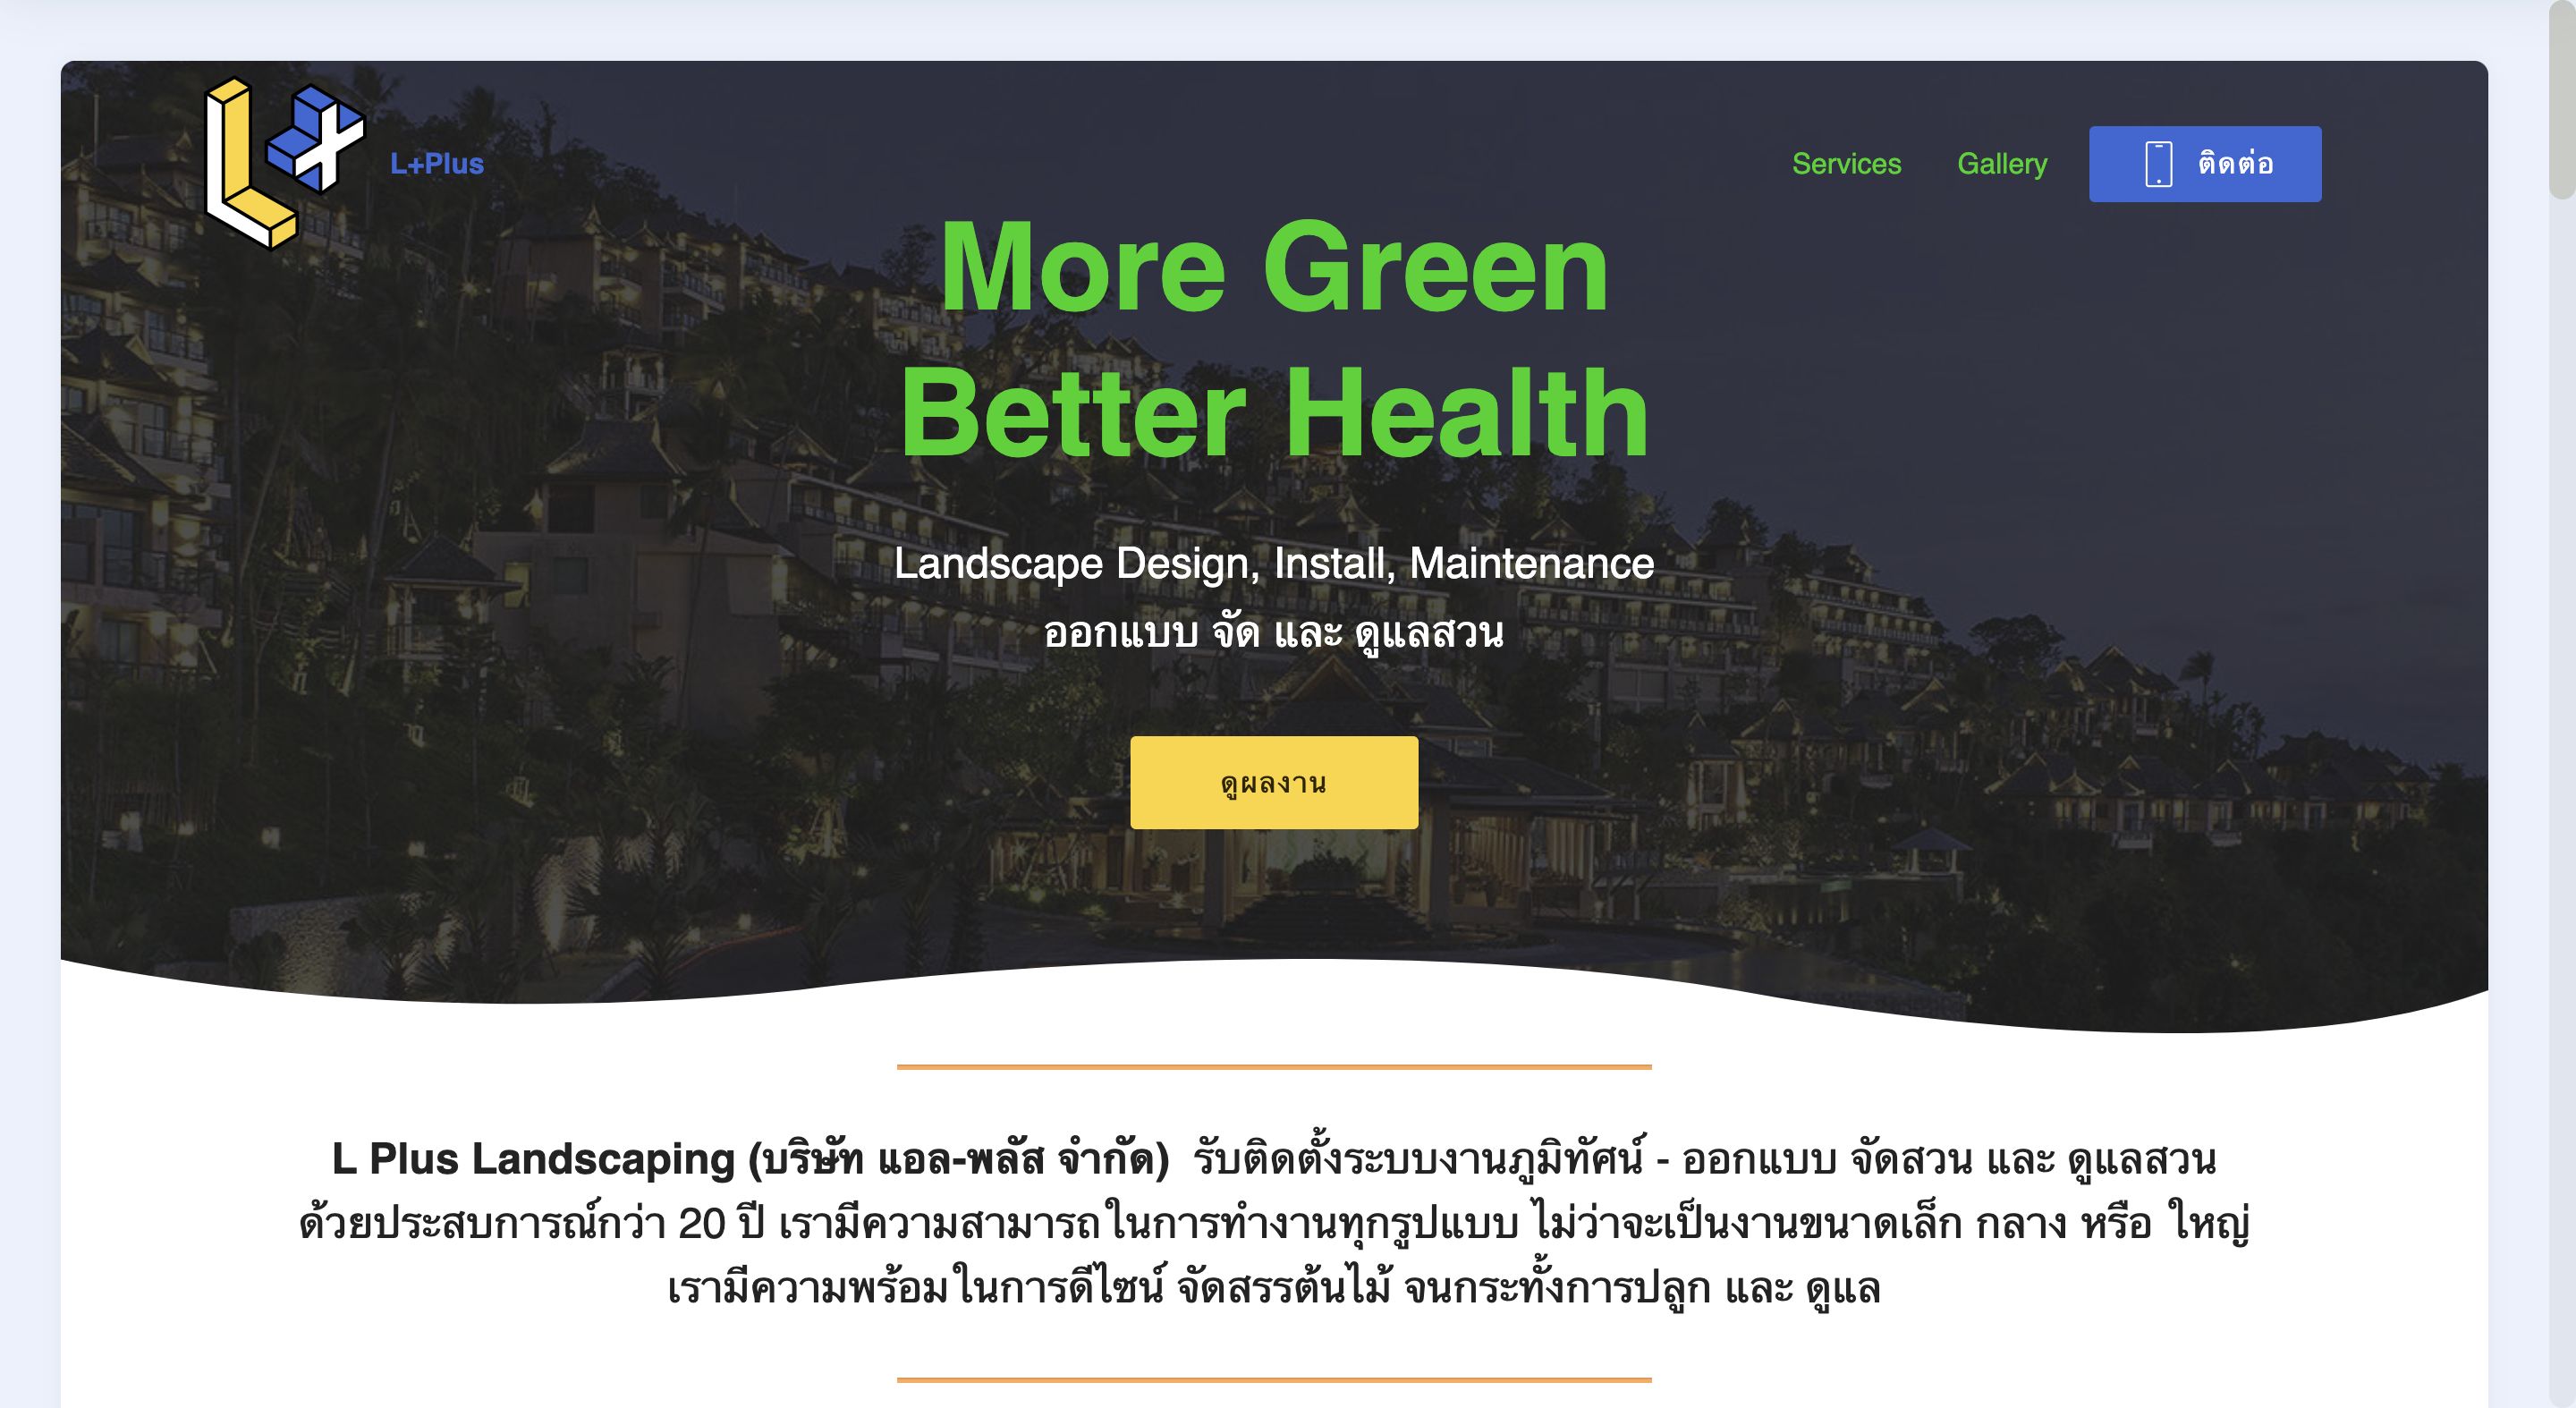 L+Plus
Services
Gallery
ติดต่อ
More Green
Better Health
Landscape Design, Install, Maintenance
ออกแบบ จัด และ ดูแลสวน
ดูผลงาน
L Plus Landscaping (บริษัท แอล-พลัส จำกัด) รับติดตั้งระบบงานภูมิทัศน์ - ออกแบบ จัดสวน และ ดูแลสวน
ด้วยประสบการณ์กว่า 20 ปี เรามีความสามารถในการทำงานทุกรูปแบบ ไม่ว่าจะเป็นงานขนาดเล็ก กลาง หรือ ใหญ่
เรามีความพร้อมในการดีไซน์ จัดสรรต้นไม้ จนกระทั้งการปลูก และ ดูแล